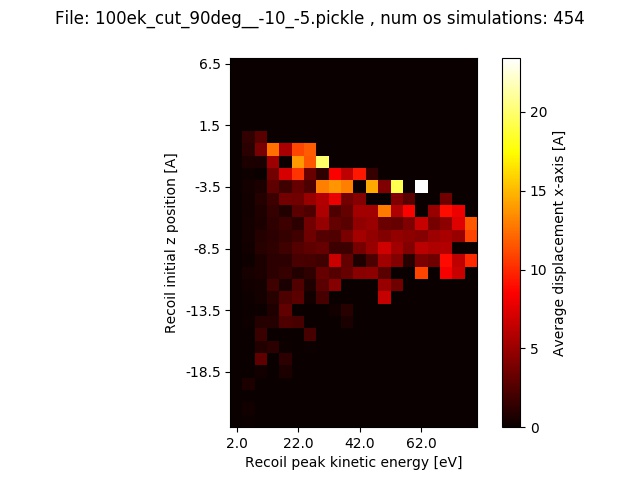 File: 100ek_cut_90deg__-10_-5.pickle , num os simulations: 454
6.5
1.5
-3.5
-8.5
-13.5
-18.5
Recoil initial z position [A]
2.0 22.0 42.0 62.0
Recoil peak kinetic energy [eV]
20
15
10
5
0
Average displacement x-axis [A]